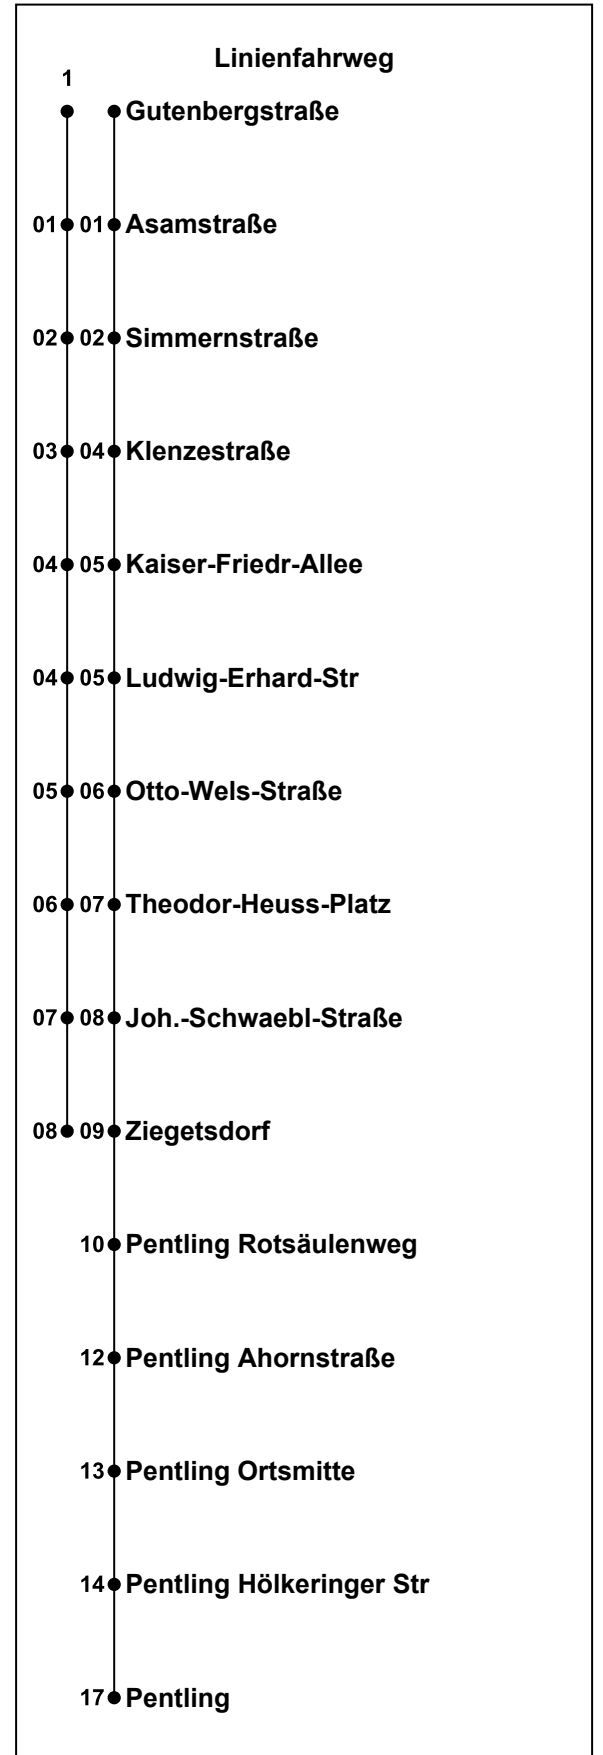 Linienfahrweg
1
Gutenbergstraße
01 01 Asamstraße
02 02 Simmernstraße
03 04 Klenzestraße
04 05 Kaiser-Friedr-Allee
04 05 Ludwig-Erhard-Str
05 06 Otto-Wels-Straße
06 07 Theodor-Heuss-Platz
07 08 Joh.-Schwaebl-Straße
08 09 Ziegetsdorf
10 Pentling Rotsäulenweg
12 Pentling Ahornstraße
13 Pentling Ortsmitte
14 Pentling Hölkeringer Str
17 Pentling